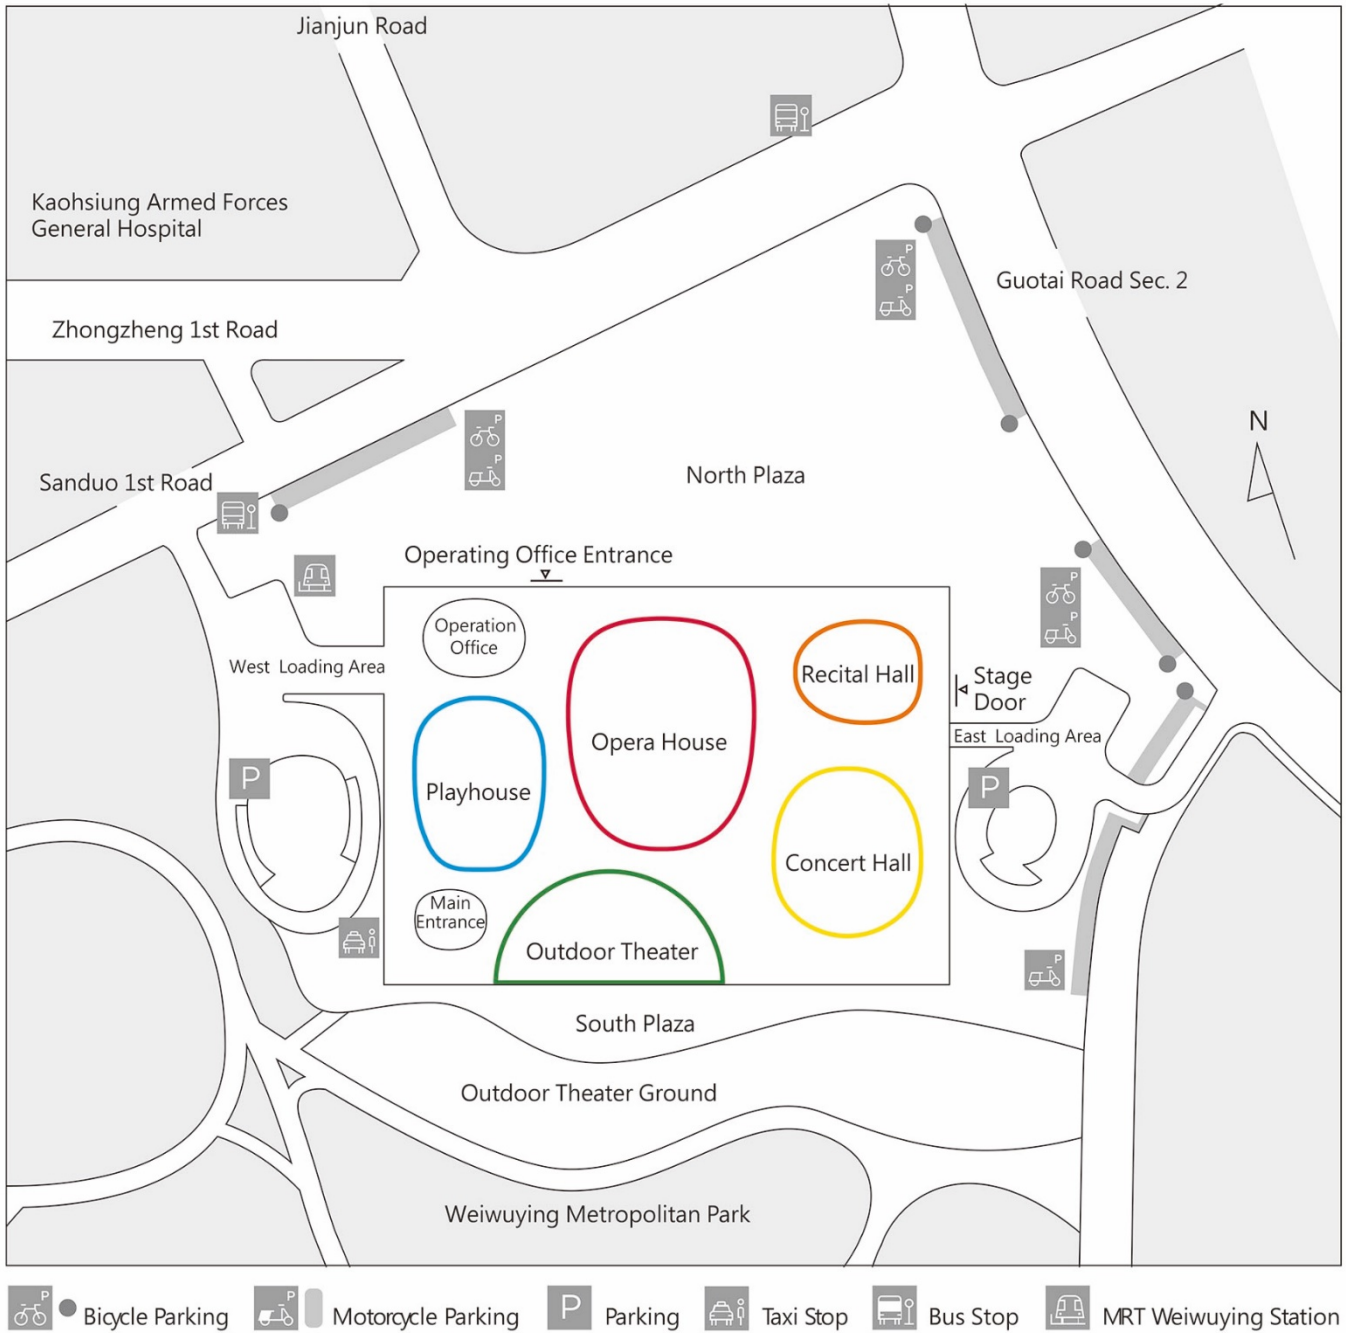 Jianjun Road
Kaohsiung Armed Forces
General Hospital
Guotai Road Sec. 2
Zhongzheng 1st Road
P
P
P
P
N
North Plaza
Sanduo 1st Road
Operating Office Entrance
P
P
Operation
Office
West Loading Area
Recital Hall
Stage
Door
Opera House
East Loading Area
P
Playhouse
P
Concert Hall
Main
Entrance
Outdoor Theater
P
South Plaza
Outdoor Theater Ground
Weiwuying Metropolitan Park
P Bicycle Parking
P Motorcycle Parking
P Parking
Taxi Stop
Bus Stop
MRT Weiwuying Station